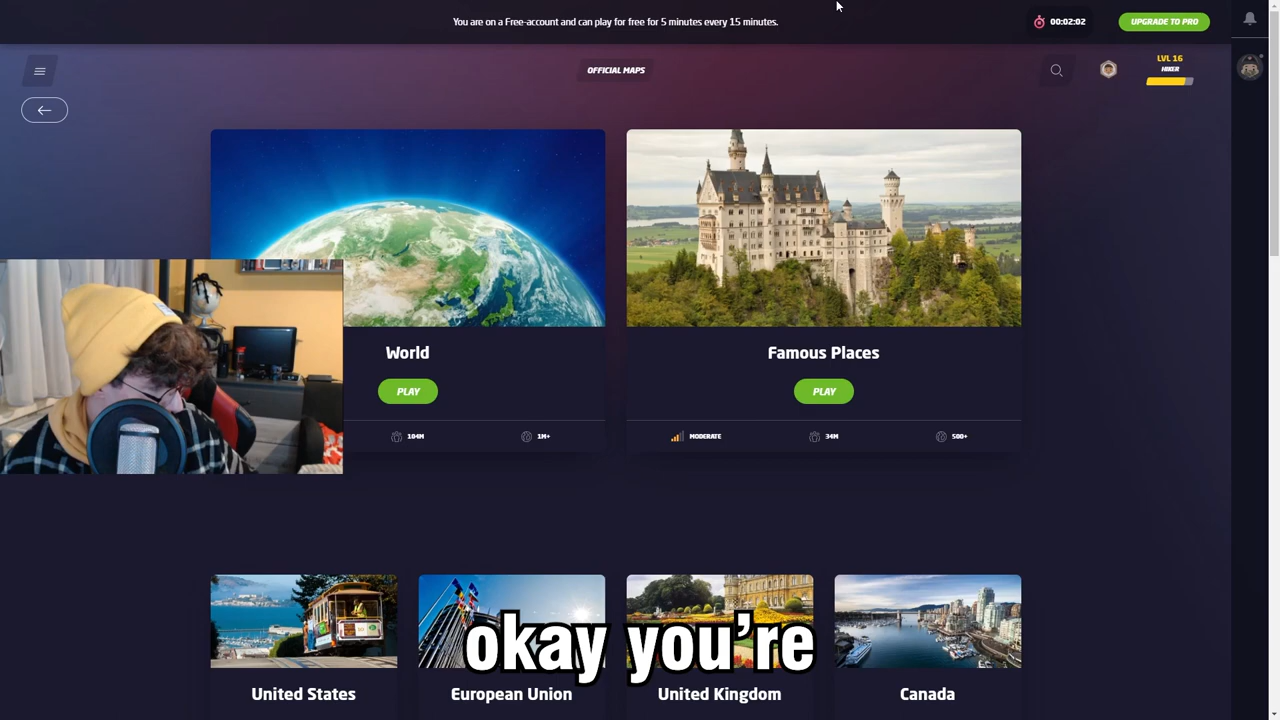 You are on a Free-account and can play for free for 5 minutes every 15 minutes.
00:02:02
UPGRADE TO PRO
OFFICIAL MAPS
LVL 16
HIKER
World
PLAY
104M
1M+
Famous Places
PLAY
MODERATE
34M
500+
okay you're
United States
European Union
United Kingdom
Canada